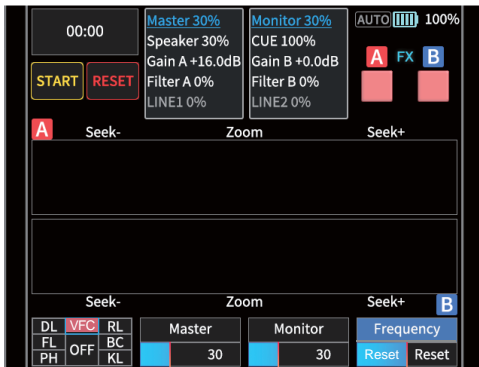 00:00
START RESET
Master 30%
Speaker 30%
Gain A +16.0dB
Filter A 0%
LINE1 0%
Monitor 30%
CUE 100%
Gain B +0.0dB
Filter B 0%
LINE2 0%
AUTO 100%
A FX B
A Seek- Zoom Seek+
Seek- Zoom Seek+ B
DL VFC RL
FL OFF BC
PH KL
Master
30
Monitor
30
Frequency
Reset Reset